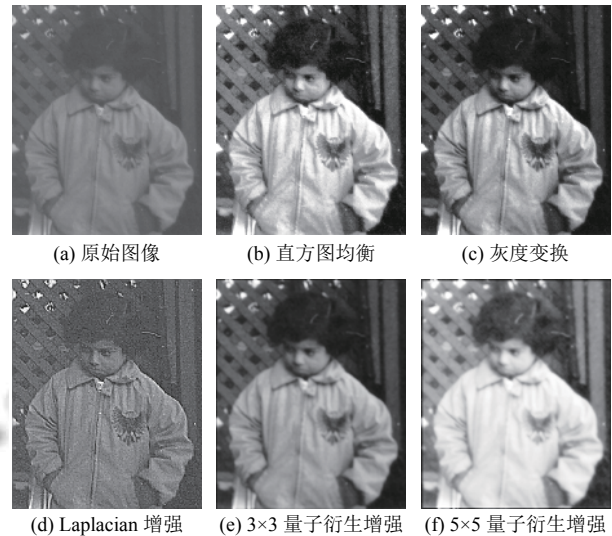 (a) 原始图像
(b) 直方图均衡
(c) 灰度变换
(d) Laplacian 增强
(e) 3×3 量子衍生增强
(f) 5×5 量子衍生增强